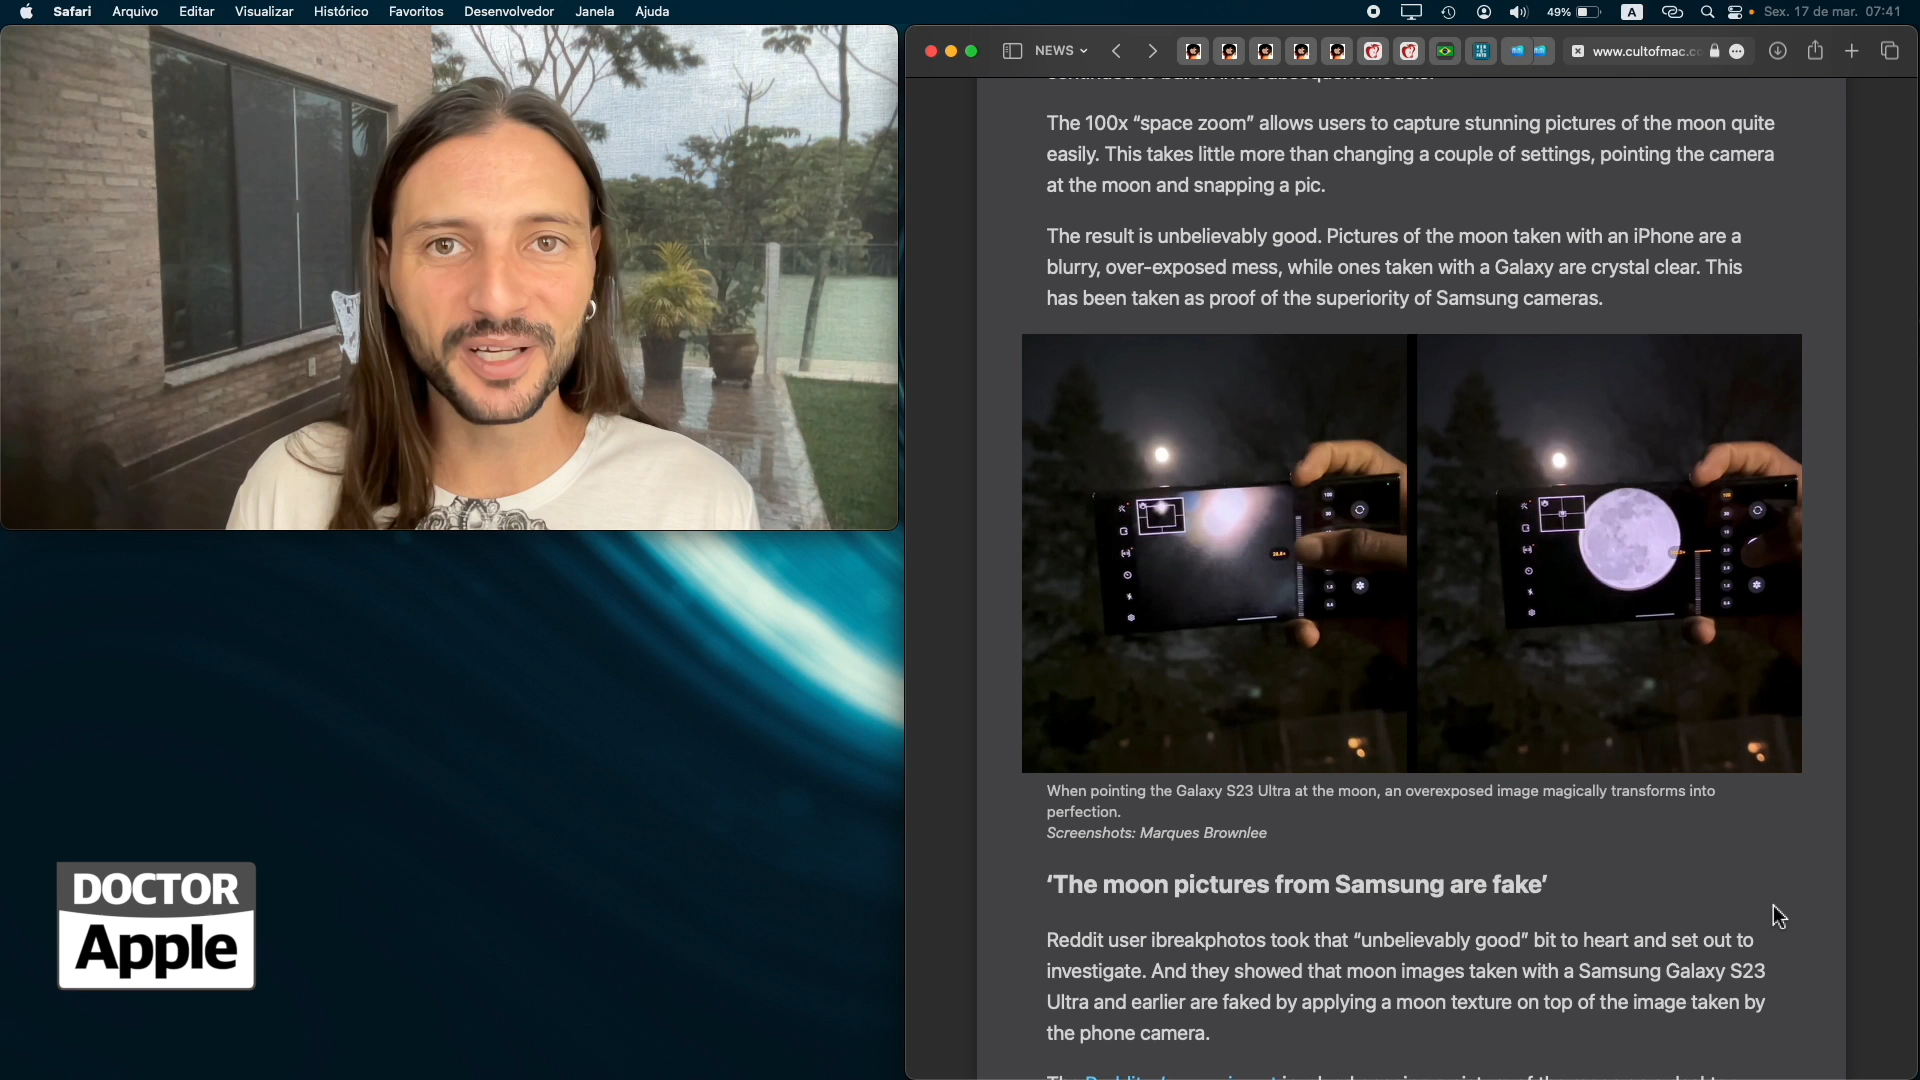 Safari Arquivo Editar Visualizar Histórico Favoritos Desenvolvedor Janela Ajuda
49% A Sex. 17 de mar. 07:41
NEWS
www.cultofmac.c
The 100x “space zoom” allows users to capture stunning pictures of the moon quite
easily. This takes little more than changing a couple of settings, pointing the camera
at the moon and snapping a pic.
The result is unbelievably good. Pictures of the moon taken with an iPhone are a
blurry, over-exposed mess, while ones taken with a Galaxy are crystal clear. This
has been taken as proof of the superiority of Samsung cameras.
When pointing the Galaxy S23 Ultra at the moon, an overexposed image magically transforms into
perfection.
Screenshots: Marques Brownlee
‘The moon pictures from Samsung are fake’
Reddit user ibreakphotos took that “unbelievably good” bit to heart and set out to
investigate. And they showed that moon images taken with a Samsung Galaxy S23
Ultra and earlier are faked by applying a moon texture on top of the image taken by
the phone camera.
DOCTOR
Apple